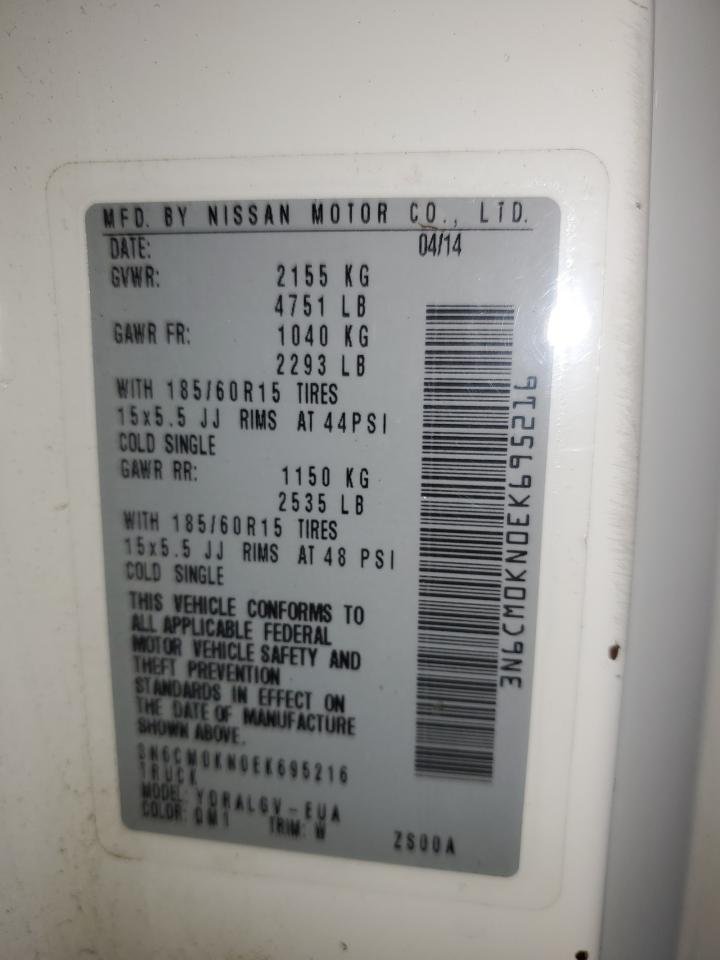 MFD. BY NISSAN MOTOR CO., LTD.
DATE: 04/14
GVWR: 2155 KG
4751 LB
GAWR FR: 1040 KG
2293 LB
WITH 185/60R15 TIRES
15x5.5 JJ RIMS AT 44PSI
COLD SINGLE
GAWR RR: 1150 KG
2535 LB
WITH 185/60R15 TIRES
15x5.5 JJ RIMS AT 48 PSI
COLD SINGLE
THIS VEHICLE CONFORMS TO
ALL APPLICABLE FEDERAL
MOTOR VEHICLE SAFETY AND
THEFT PREVENTION
STANDARDS IN EFFECT ON
THE DATE OF MANUFACTURE
SHOWN ABOVE.
3N6CM0KN0EK695216
TRUCK
MODEL: YDRALGV-EUA
COLOR: QM1 TRIM: W
ZS00A
3N6CM0KN0EK695216